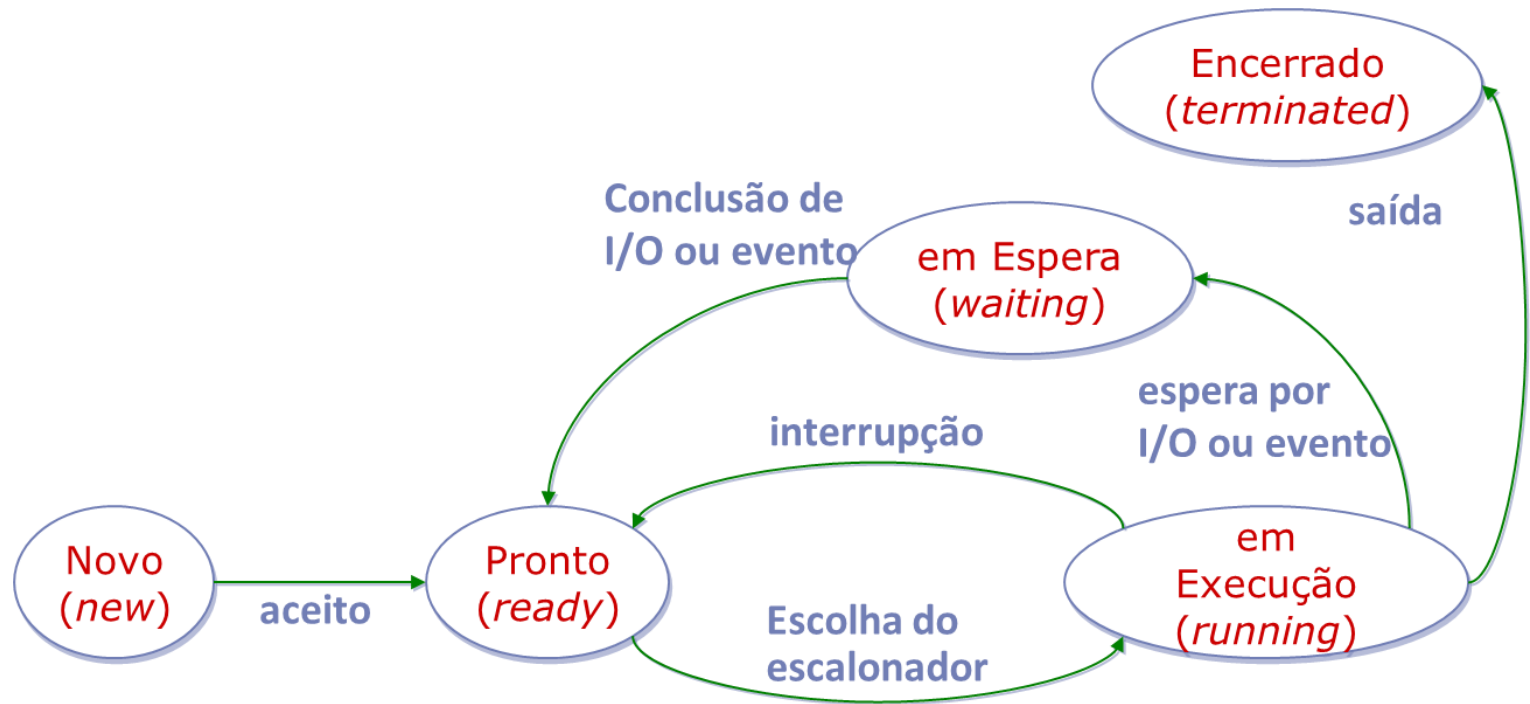 Encerrado
(terminated)
Conclusão de
I/O ou evento
saída
em Espera
(waiting)
espera por
I/O ou evento
interrupção
Novo
(new)
aceito
Pronto
(ready)
Escolha do
escalonador
em
Execução
(running)